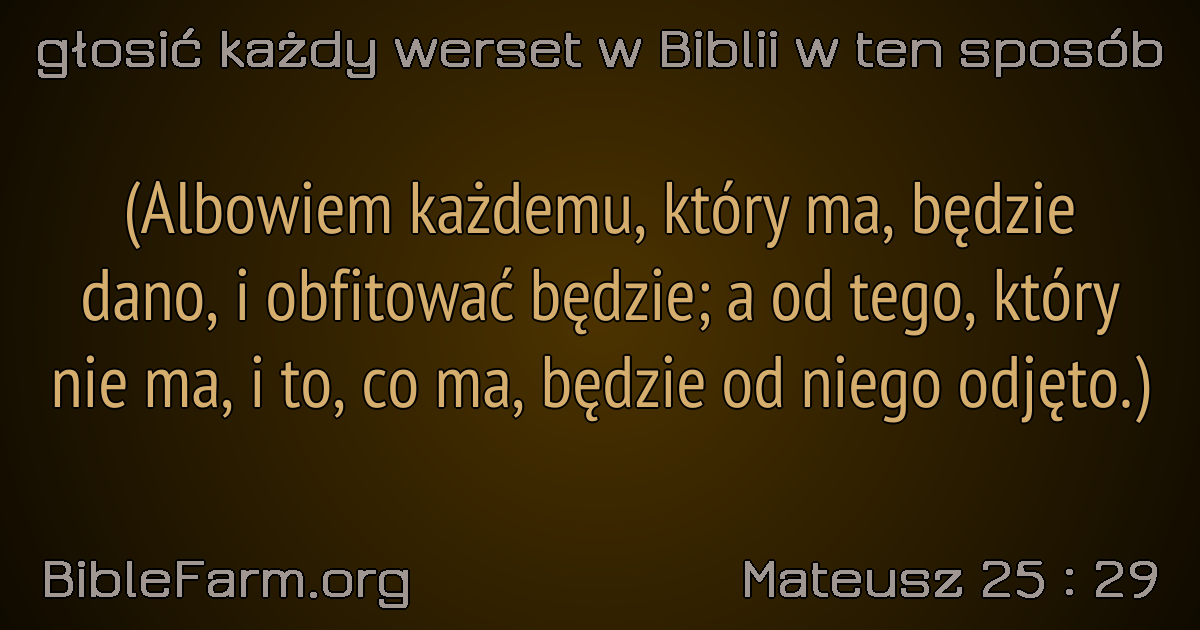 głosić każdy werset w Biblii w ten sposób
(Albowiem każdemu, który ma, będzie
dano, i obfitować będzie; a od tego, który
nie ma, i to, co ma, będzie od niego odjęto.)
BibleFarm.org
Mateusz 25 : 29